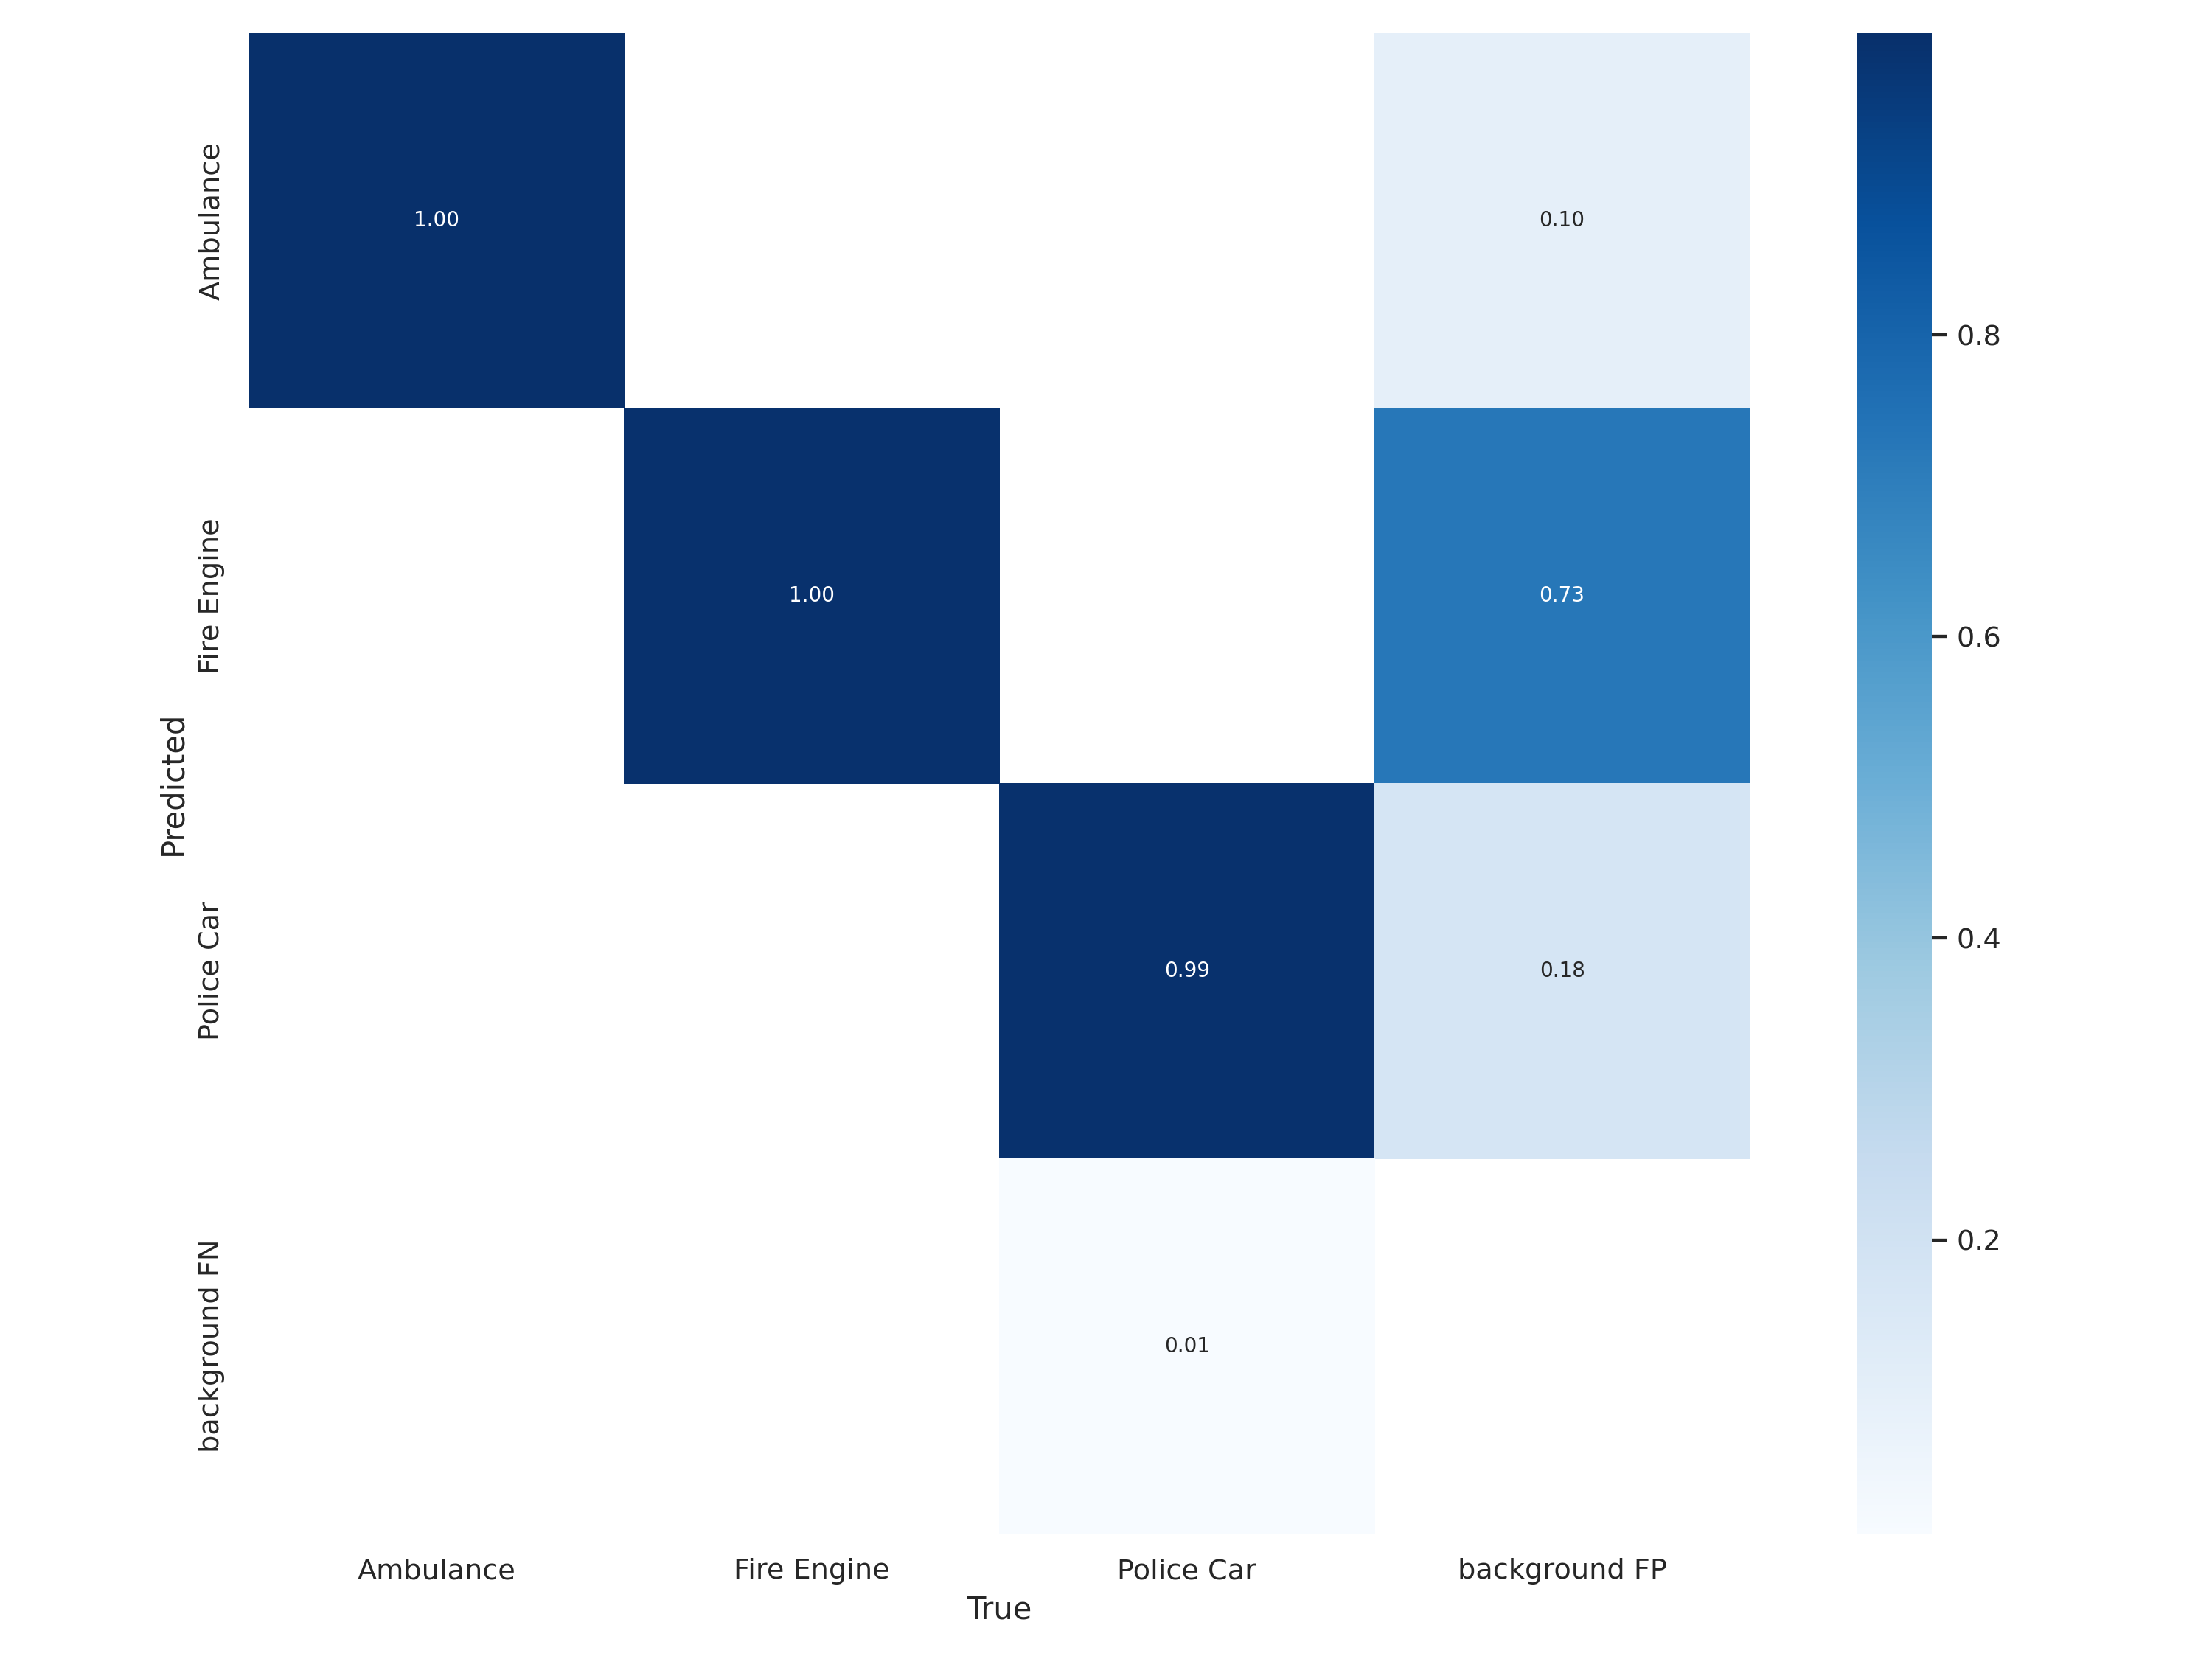 Ambulance
1.00
0.10
0.8
Fire Engine
1.00
0.73
0.6
Predicted
Police Car
0.99
0.18
0.4
background FN
0.01
0.2
Ambulance
Fire Engine
Police Car
background FP
True